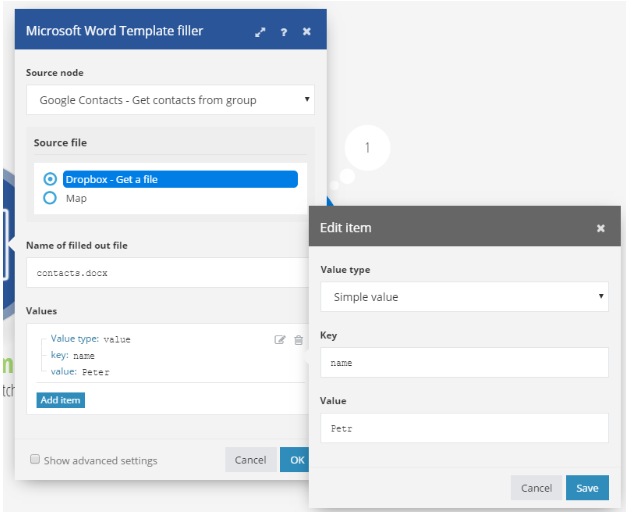 Microsoft Word Template filler
?
Source node
Google Contacts - Get contacts from group
Source file
Dropbox - Get a file
Map
Name of filled out file
contacts.docx
Values
Value type: value
key: name
value: Peter
Add item
Show advanced settings
Cancel
OK
1
Edit item
Value type
Simple value
Key
name
Value
Petr
Cancel
Save